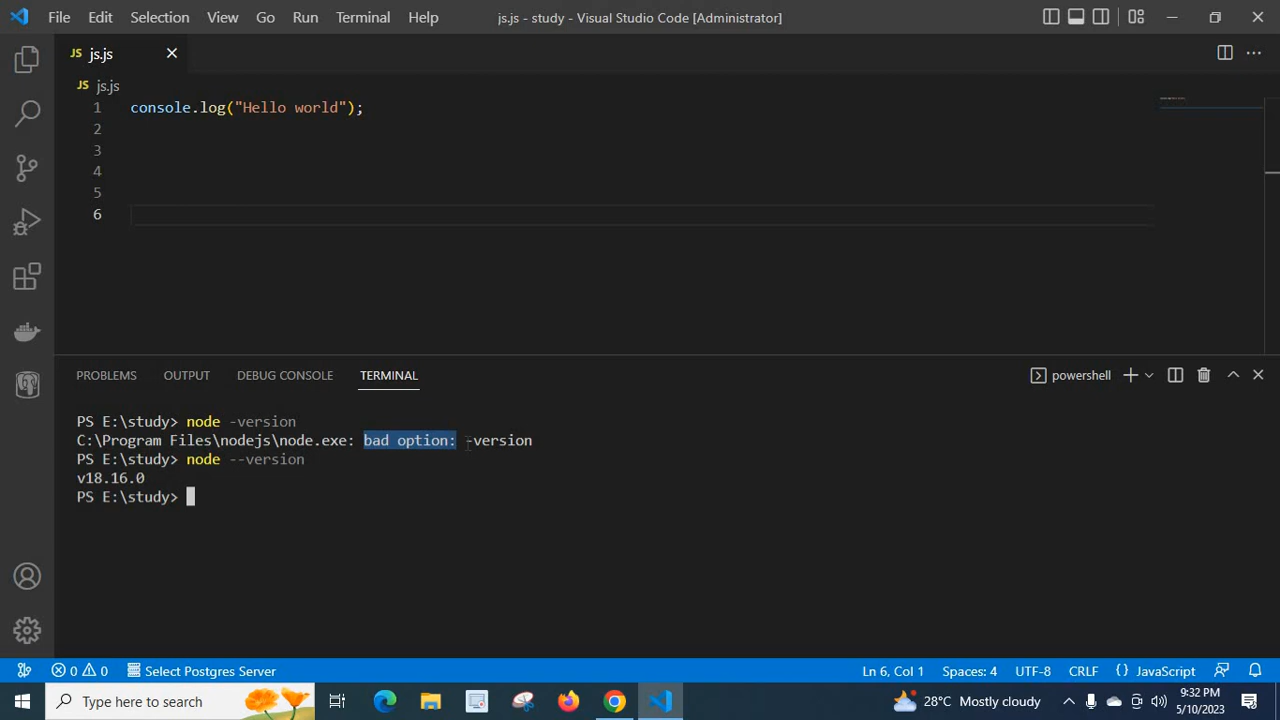 File Edit Selection View Go Run Terminal Help js.js - study - Visual Studio Code [Administrator]
JS js.js
JS js.js
1 console.log("Hello world");
2
3
4
5
6
PROBLEMS OUTPUT DEBUG CONSOLE TERMINAL powershell
PS E:\study> node -version
C:\Program Files\nodejs\node.exe: bad option: -version
PS E:\study> node --version
v18.16.0
PS E:\study>
0 0 Select Postgres Server Ln 6, Col 1 Spaces: 4 UTF-8 CRLF {} JavaScript
Type here to search 28°C Mostly cloudy 9:32 PM
5/10/2023